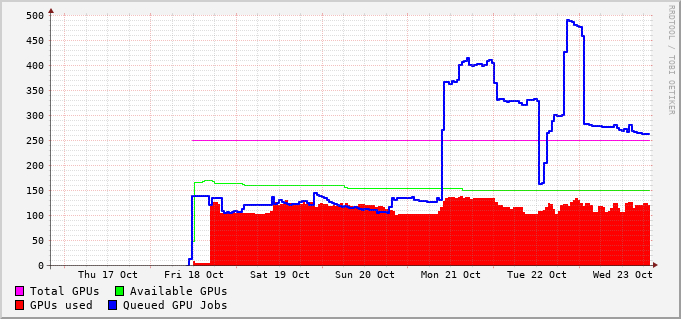 500
450
400
350
300
250
200
150
100
50
0
Thu 17 Oct Fri 18 Oct Sat 19 Oct Sun 20 Oct Mon 21 Oct Tue 22 Oct Wed 23 Oct
Total GPUs Available GPUs
GPUs used Queued GPU Jobs
RRDTOOL / TOBI OETIKER